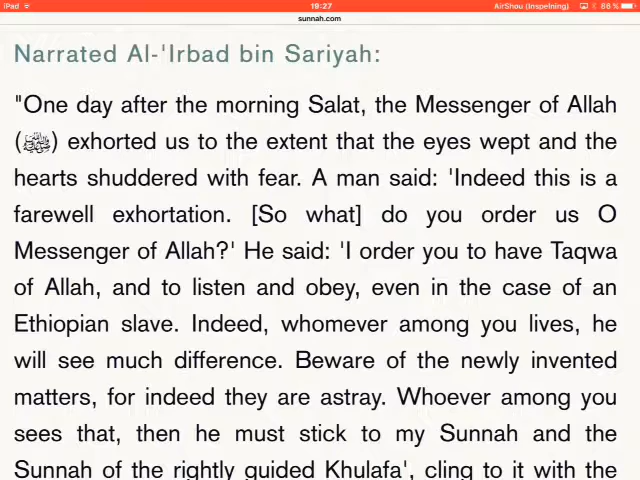 iPad 19:27 AirShou (Inspelning) 86 %
sunnah.com
Narrated Al-'Irbad bin Sariyah:
"One day after the morning Salat, the Messenger of Allah
(ﷺ) exhorted us to the extent that the eyes wept and the
hearts shuddered with fear. A man said: 'Indeed this is a
farewell exhortation. [So what] do you order us O
Messenger of Allah?' He said: 'I order you to have Taqwa
of Allah, and to listen and obey, even in the case of an
Ethiopian slave. Indeed, whomever among you lives, he
will see much difference. Beware of the newly invented
matters, for indeed they are astray. Whoever among you
sees that, then he must stick to my Sunnah and the
Sunnah of the rightly guided Khulafa', cling to it with the